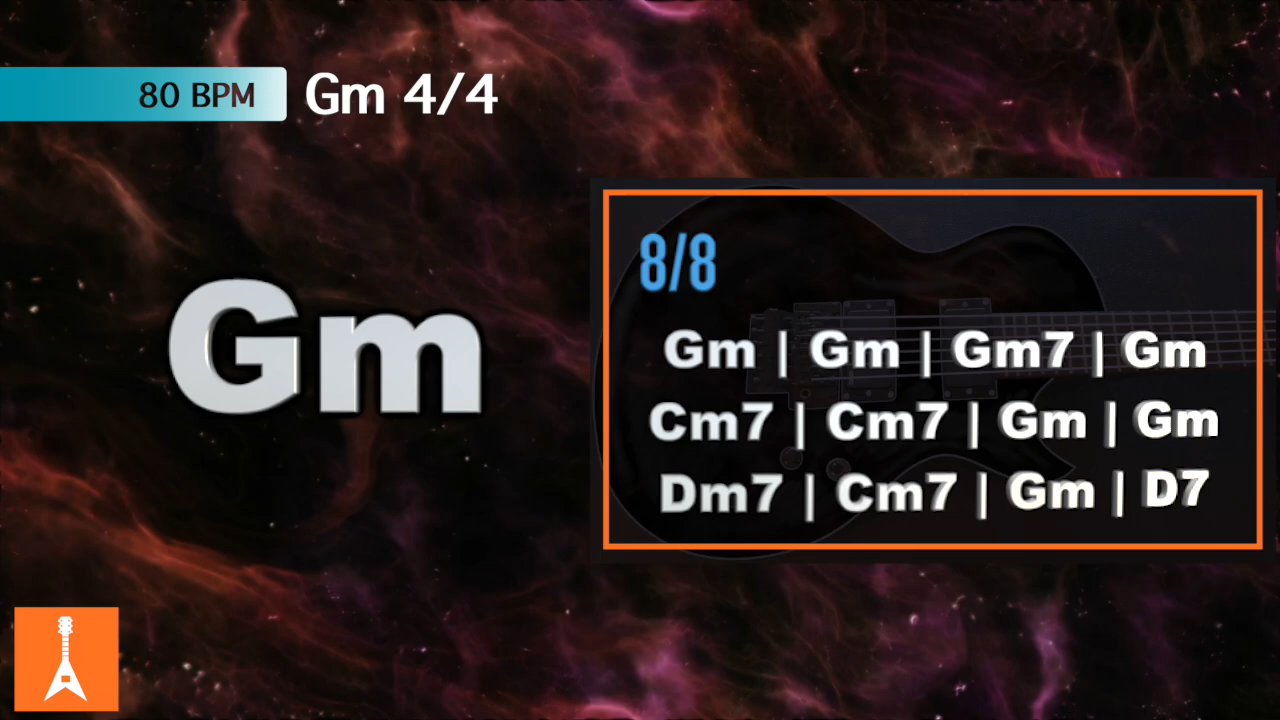 80 BPM Gm 4/4
8/8
Gm
Gm | Gm | Gm7 | Gm
Cm7 | Cm7 | Gm | Gm
Dm7 | Cm7 | Gm | D7